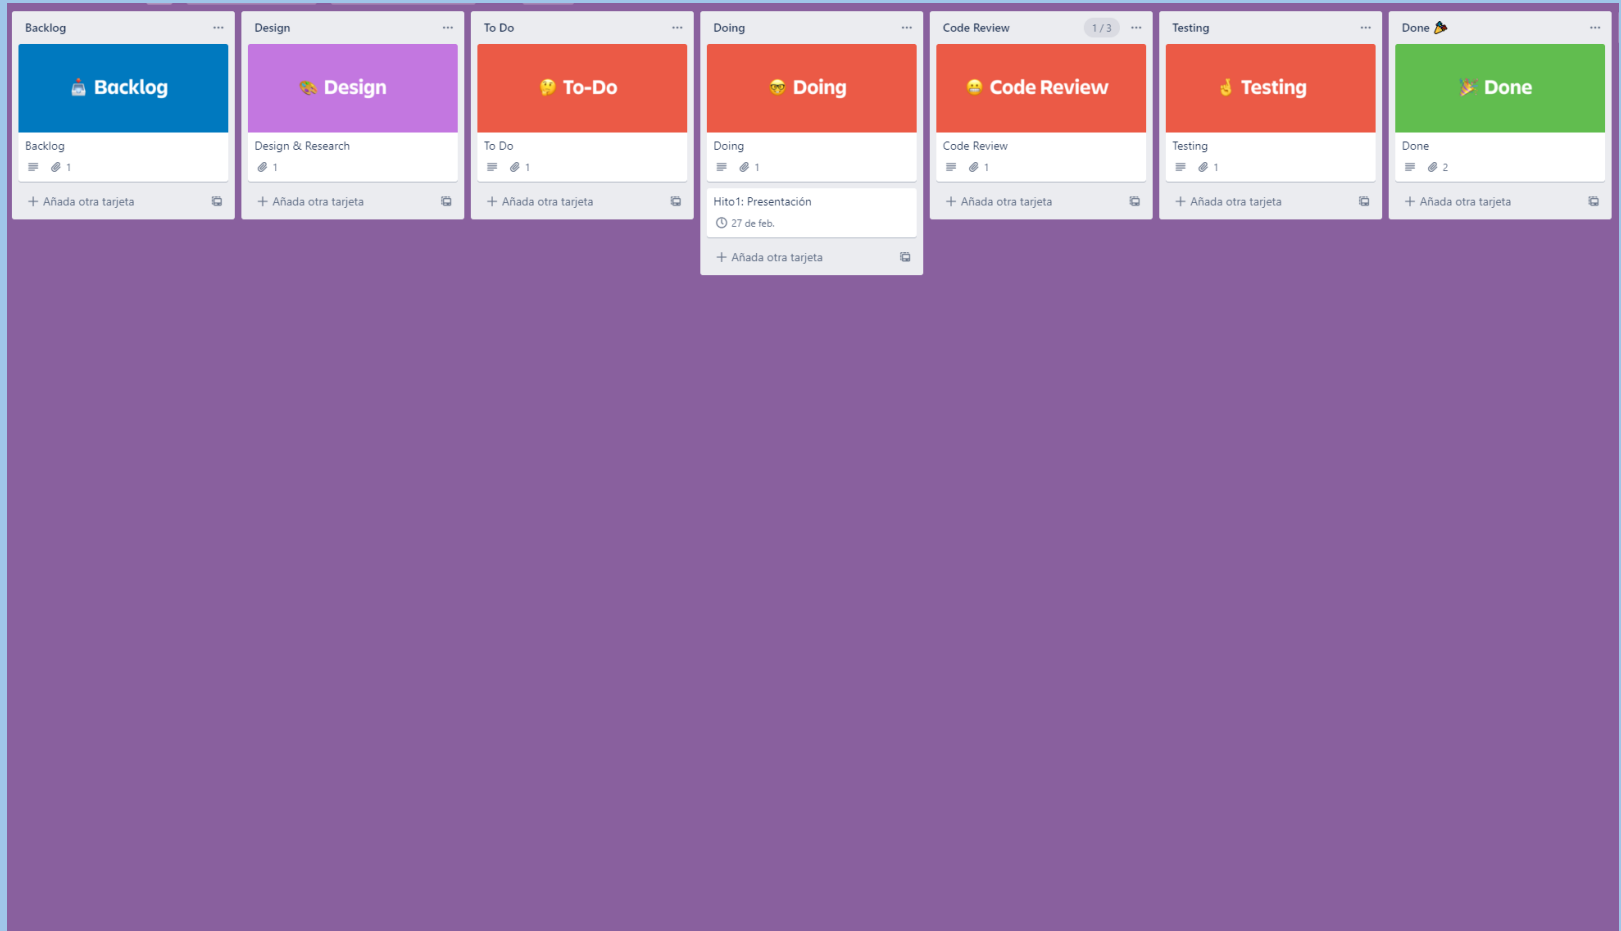 Backlog
Backlog
Backlog
1
Añada otra tarjeta
Design
Design
Design & Research
1
Añada otra tarjeta
To Do
To-Do
To Do
1
Añada otra tarjeta
Doing
Doing
Doing
1
Hito1: Presentación
27 de feb.
Añada otra tarjeta
Code Review 1 / 3
Code Review
Code Review
1
Añada otra tarjeta
Testing
Testing
Testing
1
Añada otra tarjeta
Done 🎉
Done
Done
2
Añada otra tarjeta